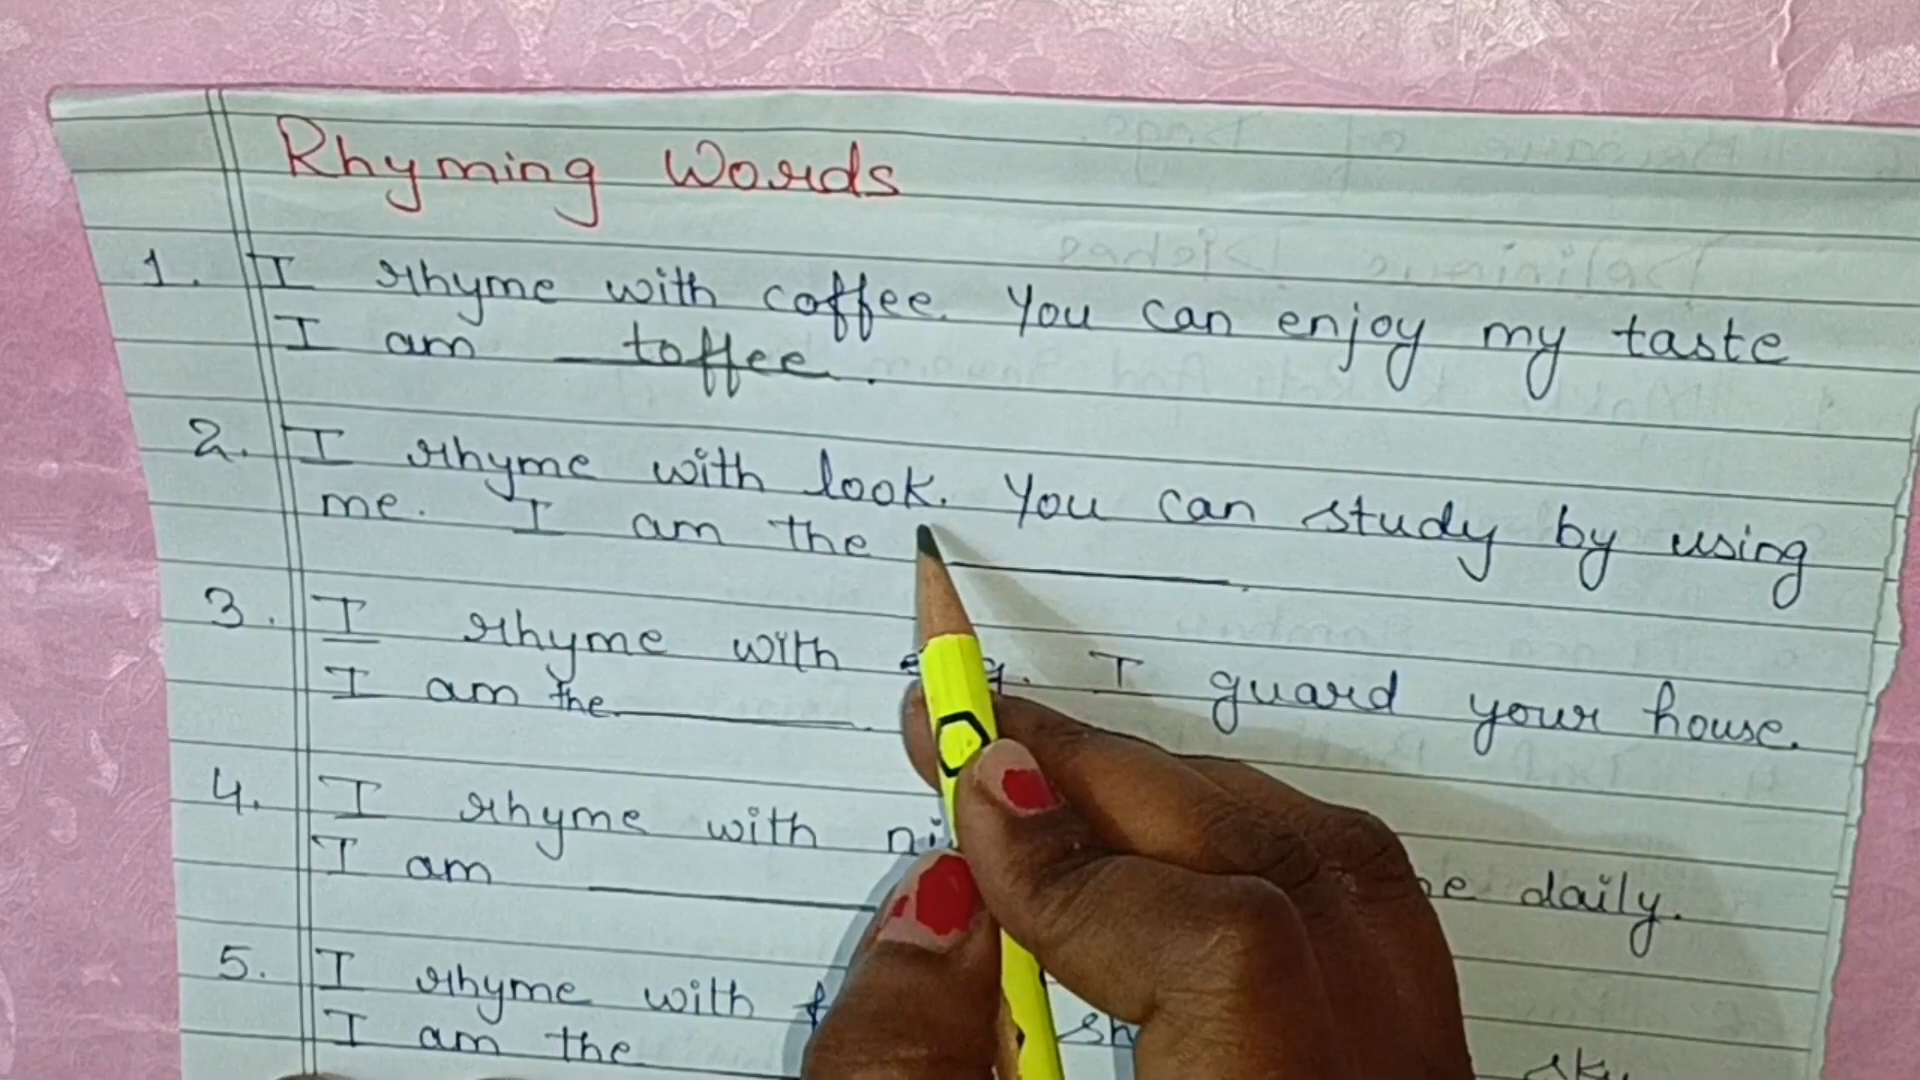 Rhyming Words
1. I rhyme with coffee. You can enjoy my taste
I am toffee.
2. I rhyme with look. You can study by using
me. I am the
3. I rhyme with . I guard your house.
I am the
4. I rhyme with daily.
I am
5. I rhyme with sky
I am the